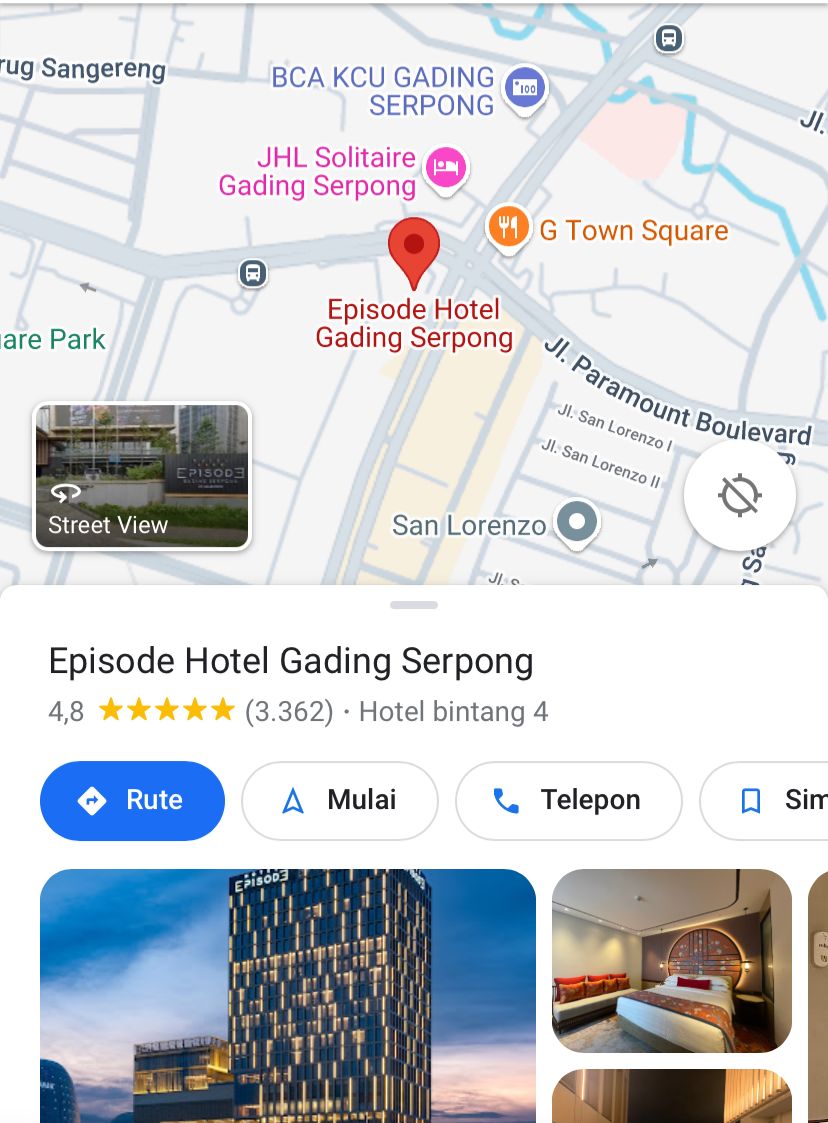 rug Sangereng
BCA KCU GADING
SERPONG
100
Jl.
JHL Solitaire
Gading Serpong
G Town Square
Episode Hotel
Gading Serpong
are Park
Jl. Paramount Boulevard
Jl. San Lorenzo I
Jl. San Lorenzo II
EPISODE
GADING SERPONG
Street View
San Lorenzo
g Sa
Jl. S
Episode Hotel Gading Serpong
4,8 ★★★★★ (3.362) · Hotel bintang 4
Rute
Mulai
Telepon
Sim
EPISODE